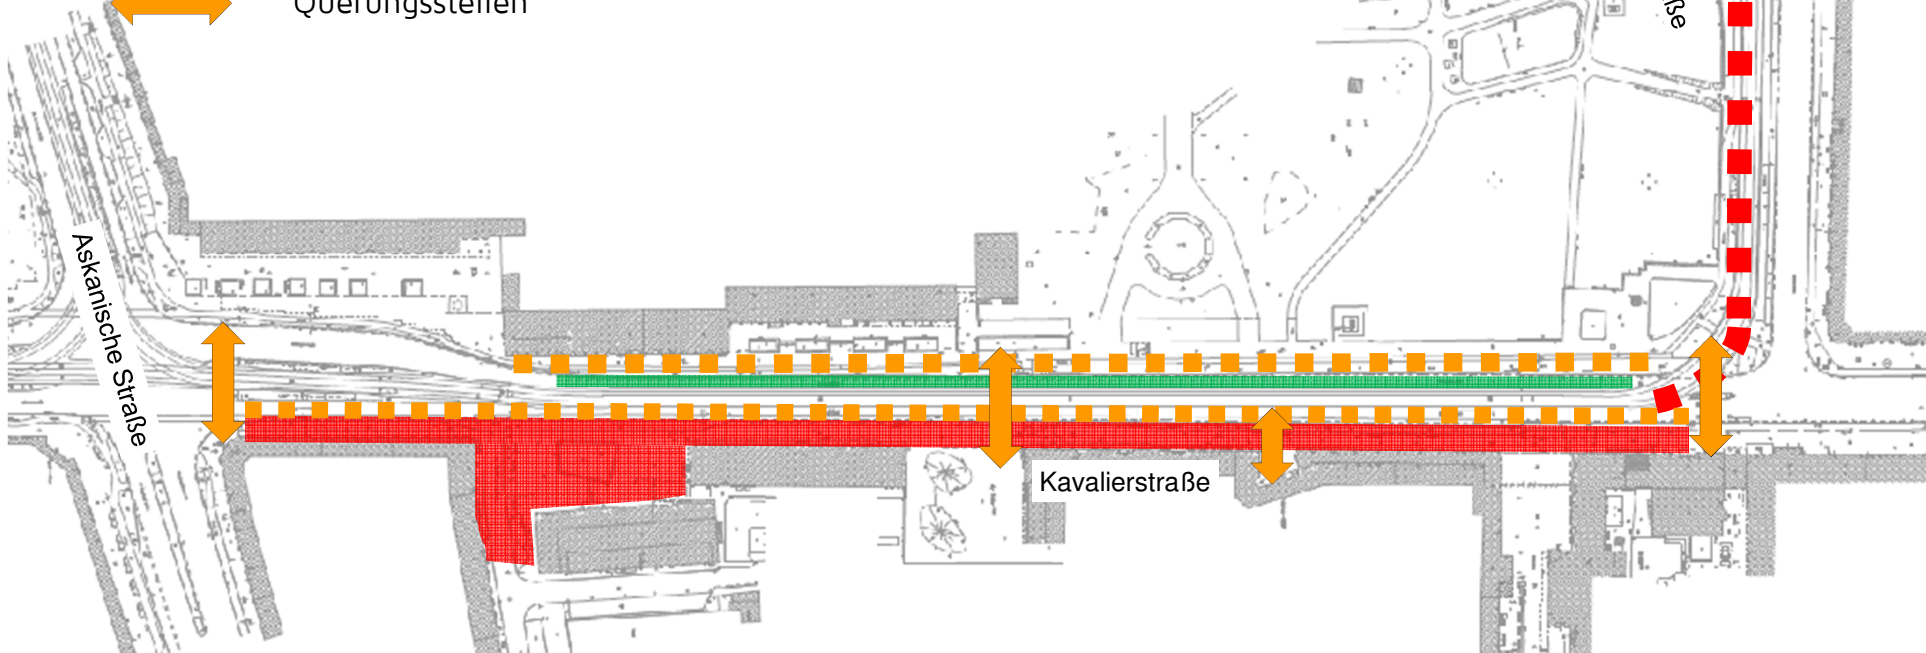 Querungsstellen
ße
Askanische Straße
Kavalierstraße